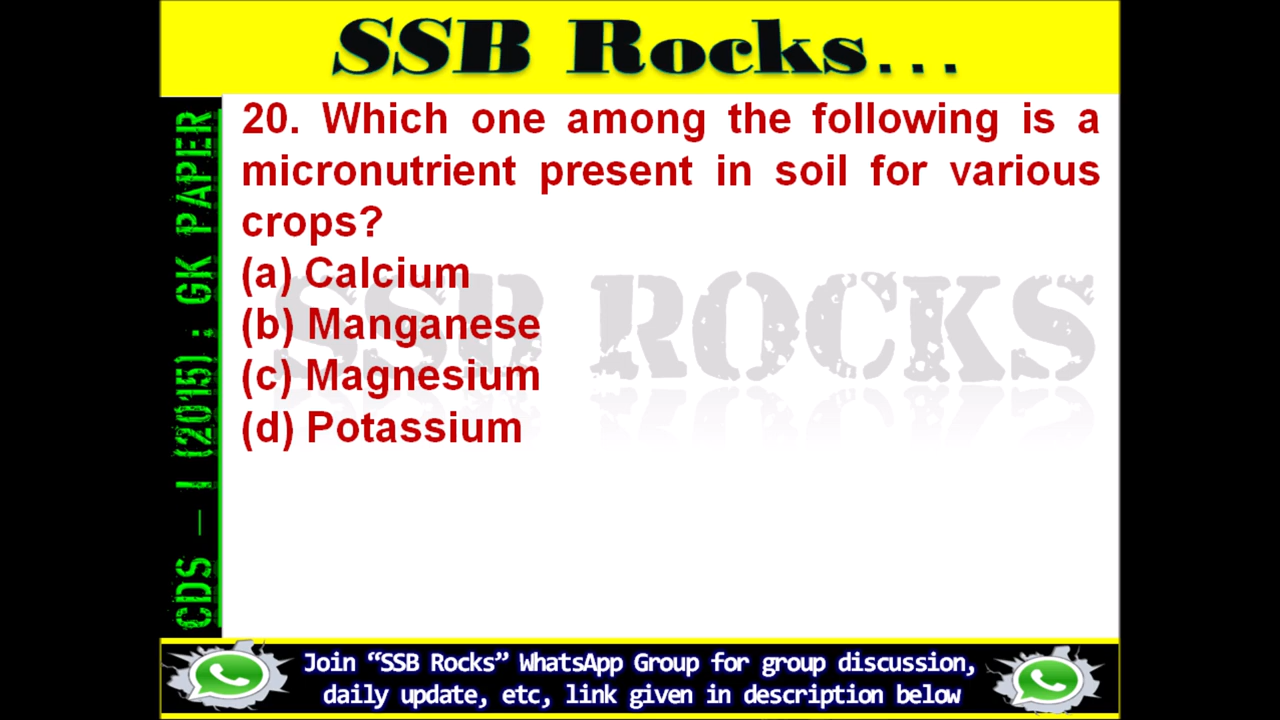 SSB Rocks...
CDS – I (2015) : GK PAPER
20. Which one among the following is a
micronutrient present in soil for various
crops?
(a) Calcium
(b) Manganese
(c) Magnesium
(d) Potassium
SSB ROCKS
in
Join “SSB Rocks” WhatsApp Group for group discussion,
daily update, etc, link given in description below